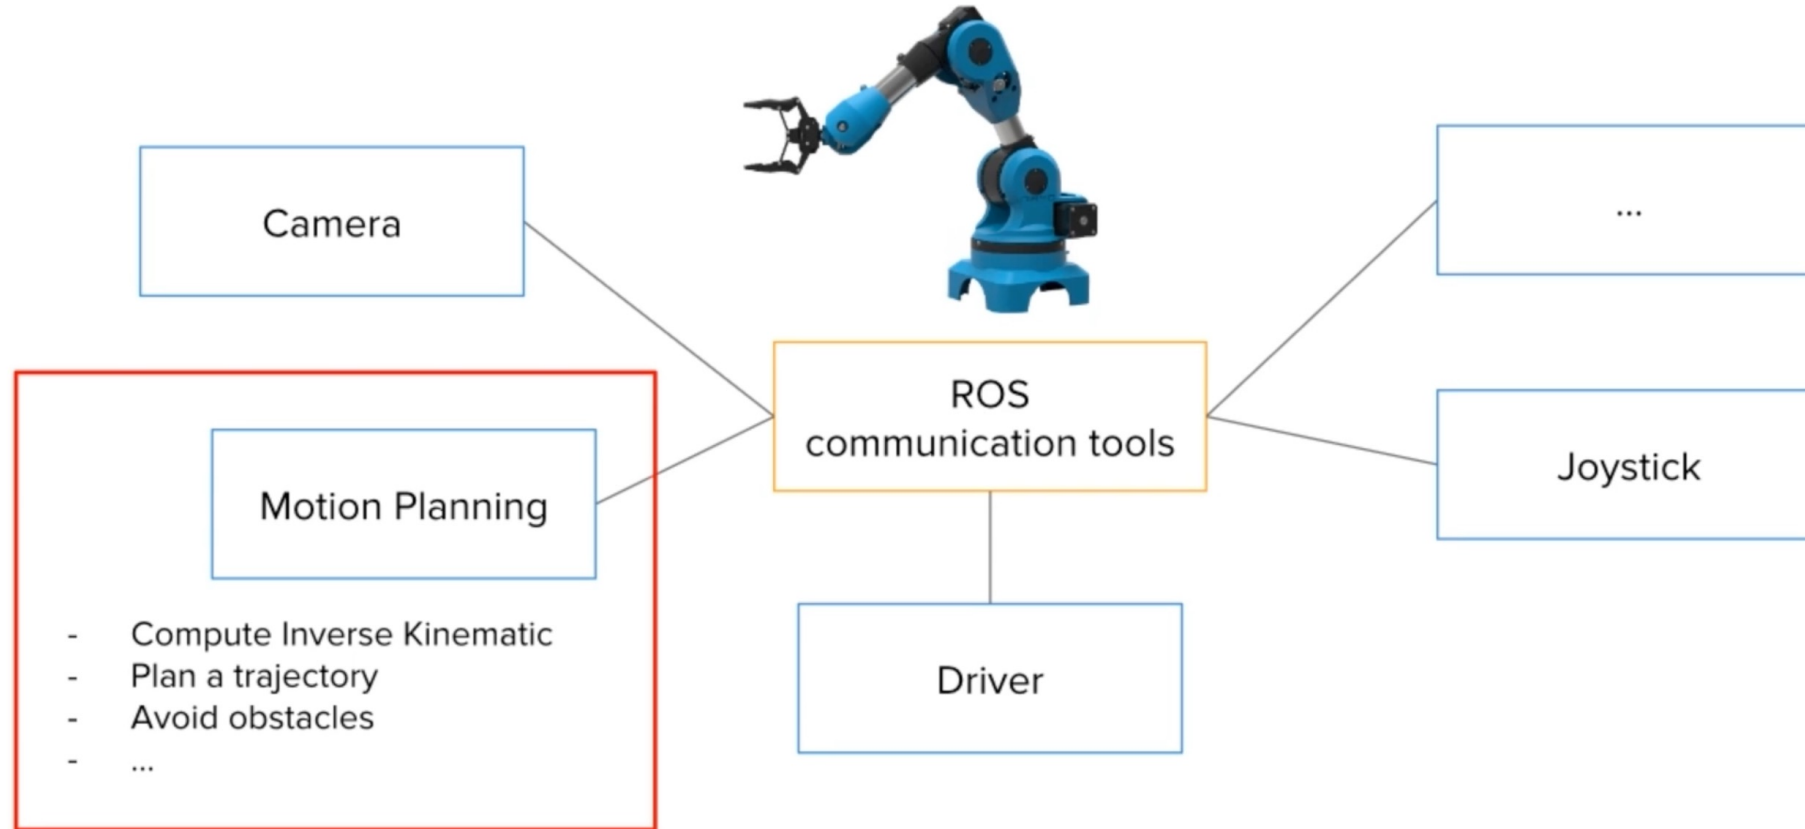 Camera
...
ROS
communication tools
Joystick
Motion Planning
- Compute Inverse Kinematic
- Plan a trajectory
- Avoid obstacles
- ...
Driver